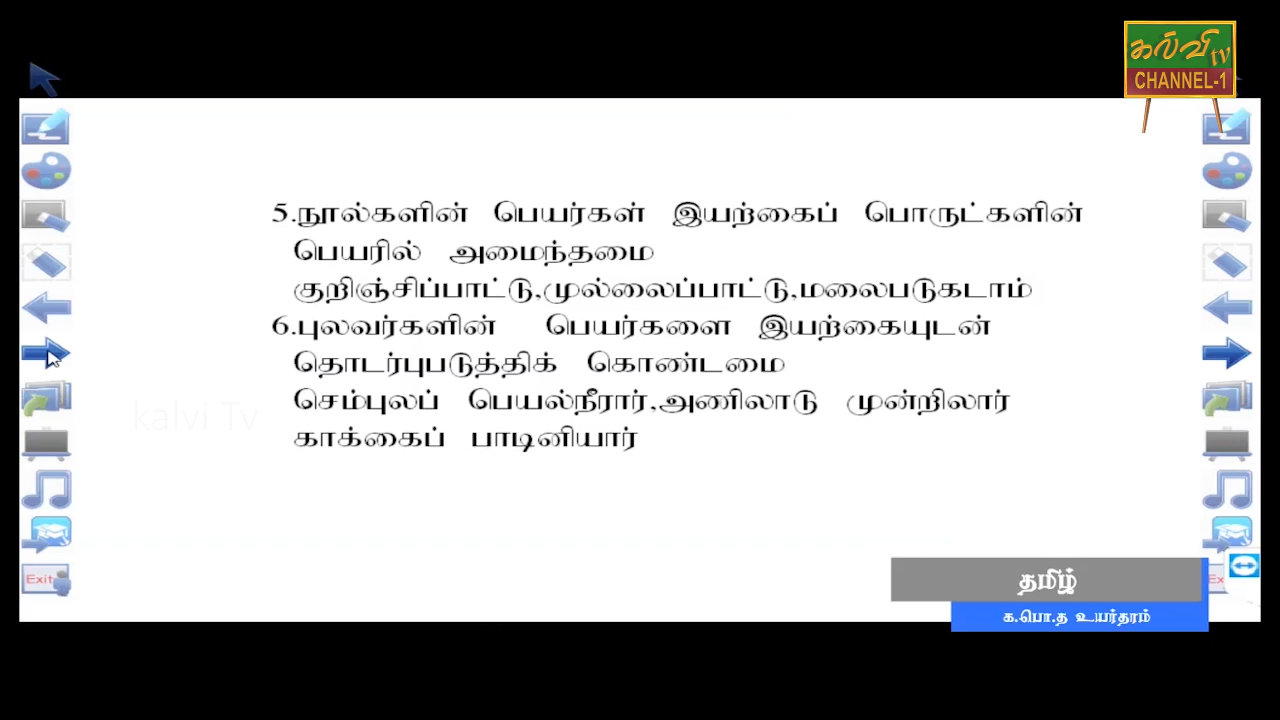 கல்வி tv
CHANNEL-1
5.நூல்களின் பெயர்கள் இயற்கைப் பொருட்களின்
பெயரில் அமைந்தமை
குறிஞ்சிப்பாட்டு,முல்லைப்பாட்டு,மலைபடுகடாம்
6.புலவர்களின் பெயர்களை இயற்கையுடன்
தொடர்புபடுத்திக் கொண்டமை
செம்புலப் பெயல்நீரார்,அணிலாடு முன்றிலார்
காக்கைப் பாடினியார்
kalvi Tv
Exit
Ex
தமிழ்
க.பொ.த உயர்தரம்